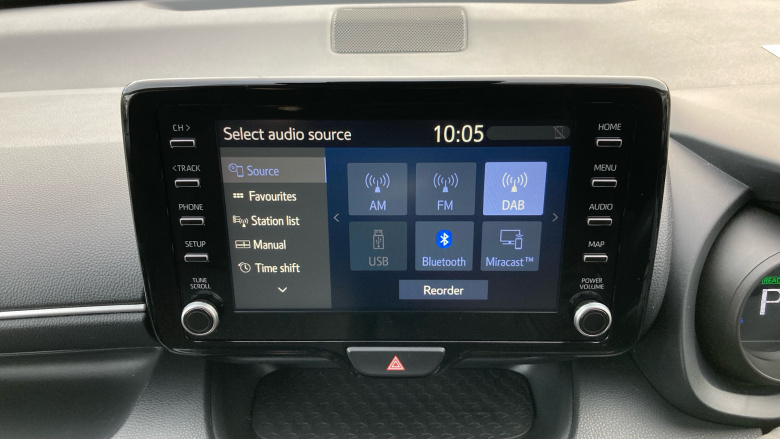 CH >
< TRACK
PHONE
SETUP
TUNE
SCROLL
Select audio source
10:05
Source
Favourites
Station list
Manual
Time shift
AM
FM
DAB
USB
Bluetooth
Miracast™
Reorder
HOME
MENU
AUDIO
MAP
POWER
VOLUME
READY
P